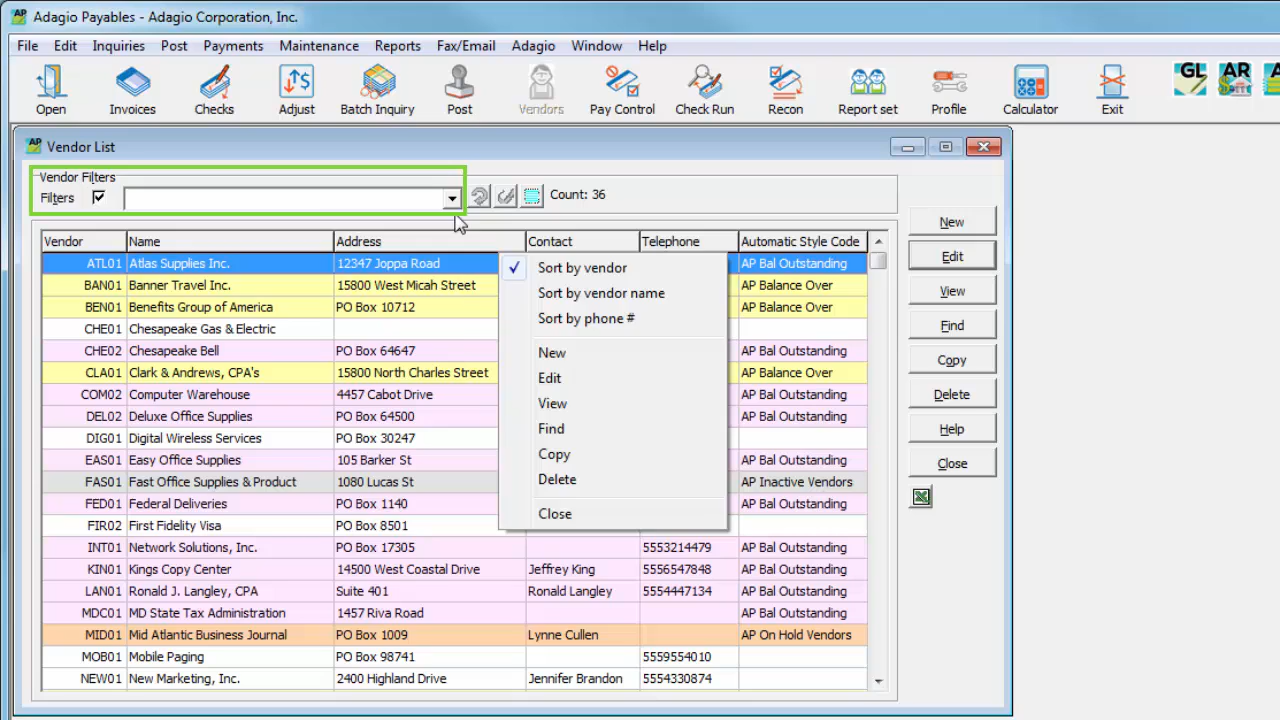 AP Adagio Payables - Adagio Corporation, Inc.
File Edit Inquiries Post Payments Maintenance Reports Fax/Email Adagio Window Help
GL AR
Open Invoices Checks Adjust Batch Inquiry Post Vendors Pay Control Check Run Recon Report set Profile Calculator Exit
AP Vendor List
Vendor Filters
Filters Count: 36
Vendor Name Address Contact Telephone Automatic Style Code
ATL01 Atlas Supplies Inc. 12347 Joppa Road AP Bal Outstanding
BAN01 Banner Travel Inc. 15800 West Micah Street AP Balance Over
BEN01 Benefits Group of America PO Box 10712 AP Balance Over
CHE01 Chesapeake Gas & Electric
CHE02 Chesapeake Bell PO Box 64647 AP Bal Outstanding
CLA01 Clark & Andrews, CPA's 15800 North Charles Street AP Balance Over
COM02 Computer Warehouse 4457 Cabot Drive AP Bal Outstanding
DEL02 Deluxe Office Supplies PO Box 64500 AP Bal Outstanding
DIG01 Digital Wireless Services PO Box 30247
EAS01 Easy Office Supplies 105 Barker St AP Bal Outstanding
FAS01 Fast Office Supplies & Product 1080 Lucas St AP Inactive Vendors
FED01 Federal Deliveries PO Box 1140 AP Bal Outstanding
FIR02 First Fidelity Visa PO Box 8501
INT01 Network Solutions, Inc. PO Box 17305 5553214479 AP Bal Outstanding
KIN01 Kings Copy Center 14500 West Coastal Drive Jeffrey King 5556547848 AP Bal Outstanding
LAN01 Ronald J. Langley, CPA Suite 401 Ronald Langley 5554447134 AP Bal Outstanding
MDC01 MD State Tax Administration 1457 Riva Road AP Bal Outstanding
MID01 Mid Atlantic Business Journal PO Box 1009 Lynne Cullen AP On Hold Vendors
MOB01 Mobile Paging PO Box 98741 5559554010
NEW01 New Marketing, Inc. 2400 Highland Drive Jennifer Brandon 5554330874
Sort by vendor
Sort by vendor name
Sort by phone #
New
Edit
View
Find
Copy
Delete
Close
New
Edit
View
Find
Copy
Delete
Help
Close